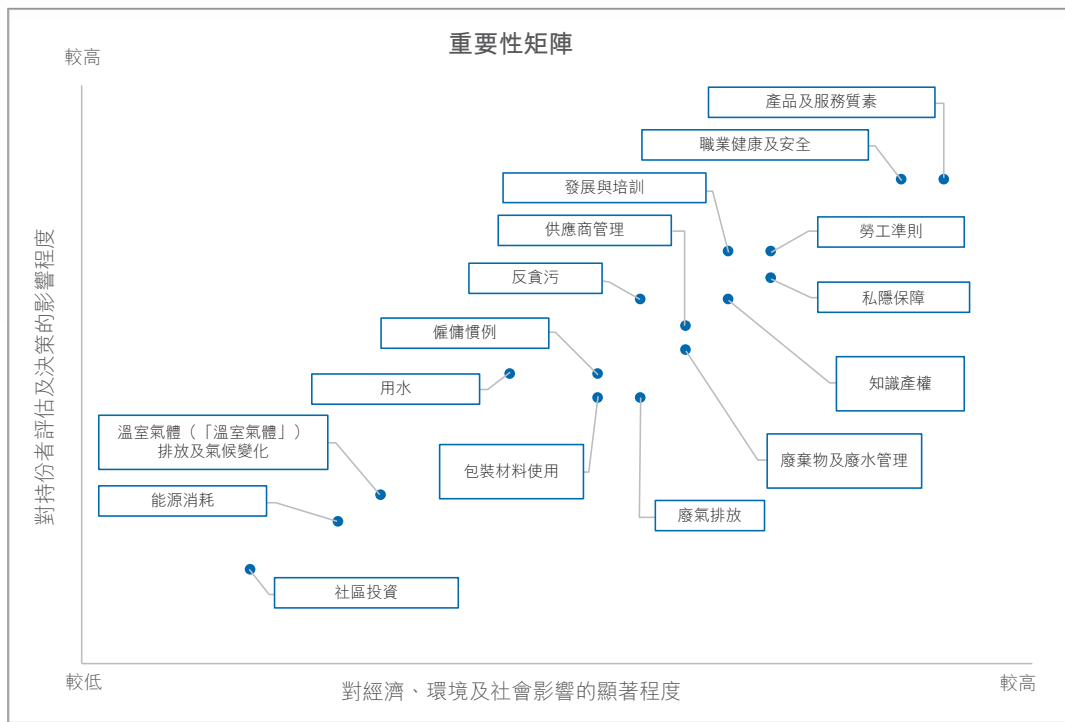 重要性矩陣
較高
產品及服務質素
職業健康及安全
發展與培訓
供應商管理
勞工準則
反貪污
私隱保障
僱傭慣例
用水
知識產權
溫室氣體（「溫室氣體」）
排放及氣候變化
包裝材料使用
廢棄物及廢水管理
能源消耗
廢氣排放
社區投資
對持份者評估及決策的影響程度
較低
對經濟、環境及社會影響的顯著程度
較高